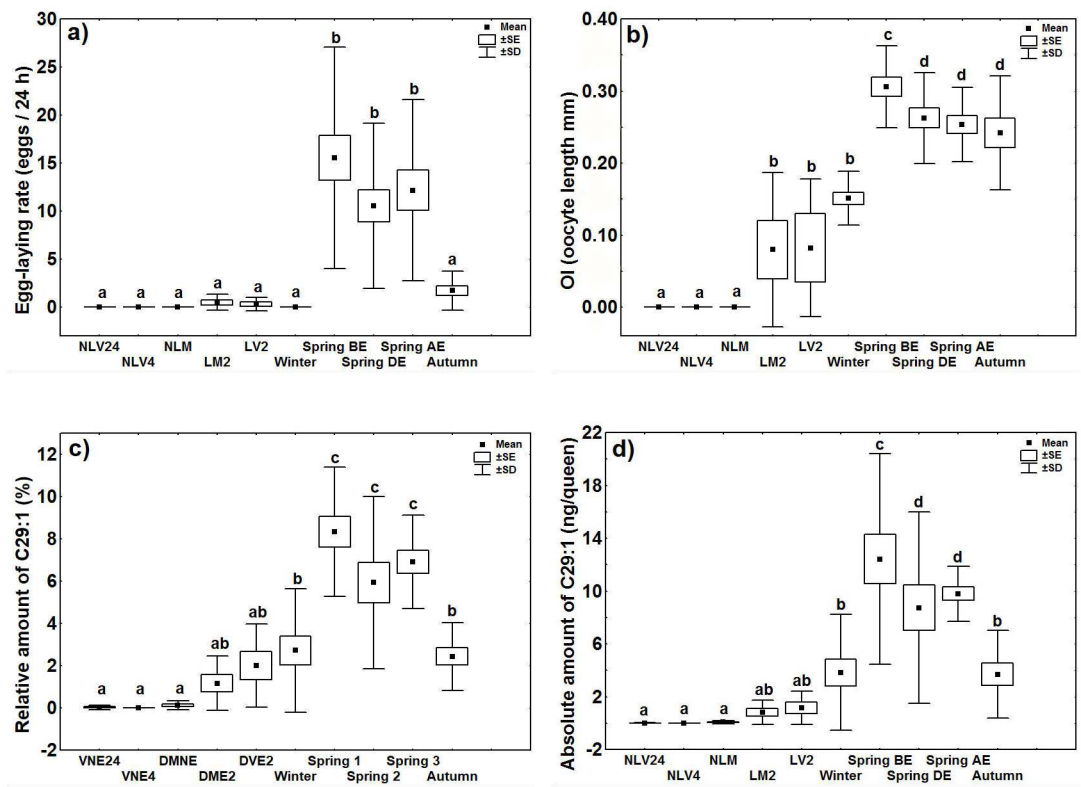 a)
Mean
±SE
±SD
Egg-laying rate (eggs / 24 h)
30
25
20
15
10
5
0
a a a a a a b b b a
NLV24 NLM LV2 Spring BE Spring AE
NLV4 LM2 Winter Spring DE Autumn
b)
Mean
±SE
±SD
OI (oocyte length mm)
0.40
0.30
0.20
0.10
0.00
a a a b b b c d d d
NLV24 NLM LV2 Spring BE Spring AE
NLV4 LM2 Winter Spring DE Autumn
c)
Mean
±SE
±SD
Relative amount of C29:1 (%)
12
10
8
6
4
2
0
-2
a a a ab ab b c c c b
VNE24 DMNE DVE2 Spring 1 Spring 3
VNE4 DME2 Winter Spring 2 Autumn
d)
Mean
±SE
±SD
Absolute amount of C29:1 (ng/queen)
22
18
14
10
6
2
-2
a a a ab ab b c d d b
NLV24 NLM LV2 Spring BE Spring AE
NLV4 LM2 Winter Spring DE Autumn